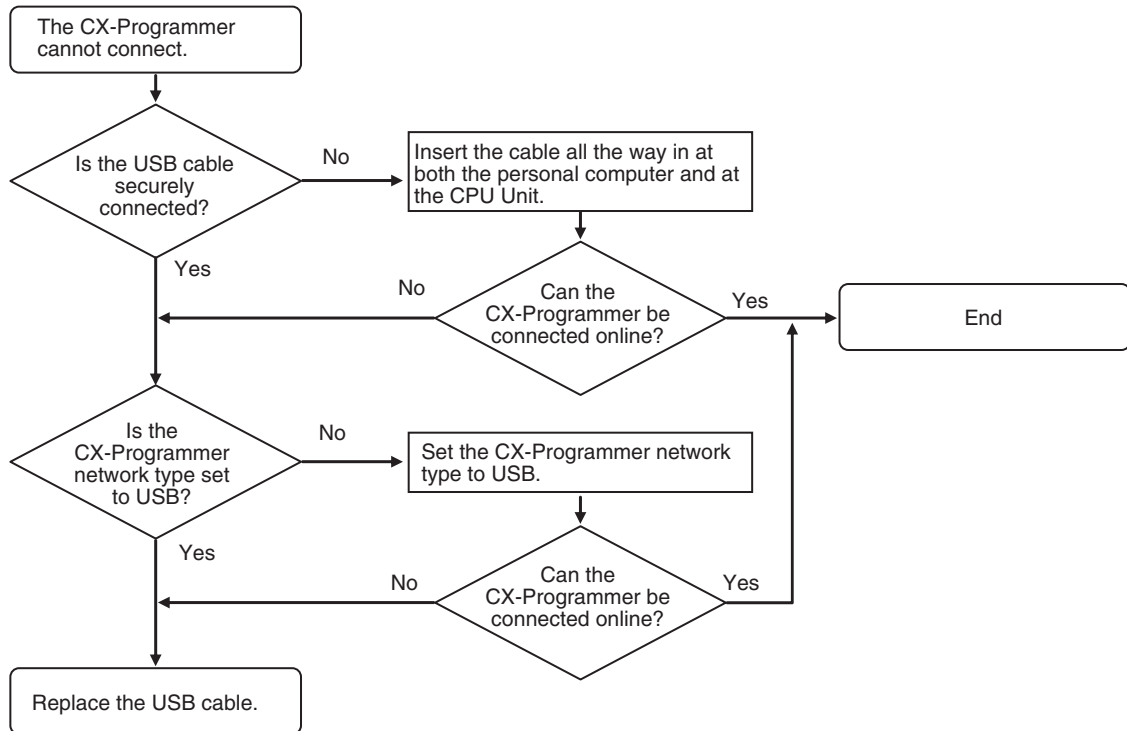 The CX-Programmer
cannot connect.
Is the USB cable
securely
connected?
No
Insert the cable all the way in at
both the personal computer and at
the CPU Unit.
Yes
No
Can the
CX-Programmer be
connected online?
Yes
End
Is the
CX-Programmer
network type set
to USB?
No
Set the CX-Programmer network
type to USB.
Yes
No
Can the
CX-Programmer be
connected online?
Yes
Replace the USB cable.